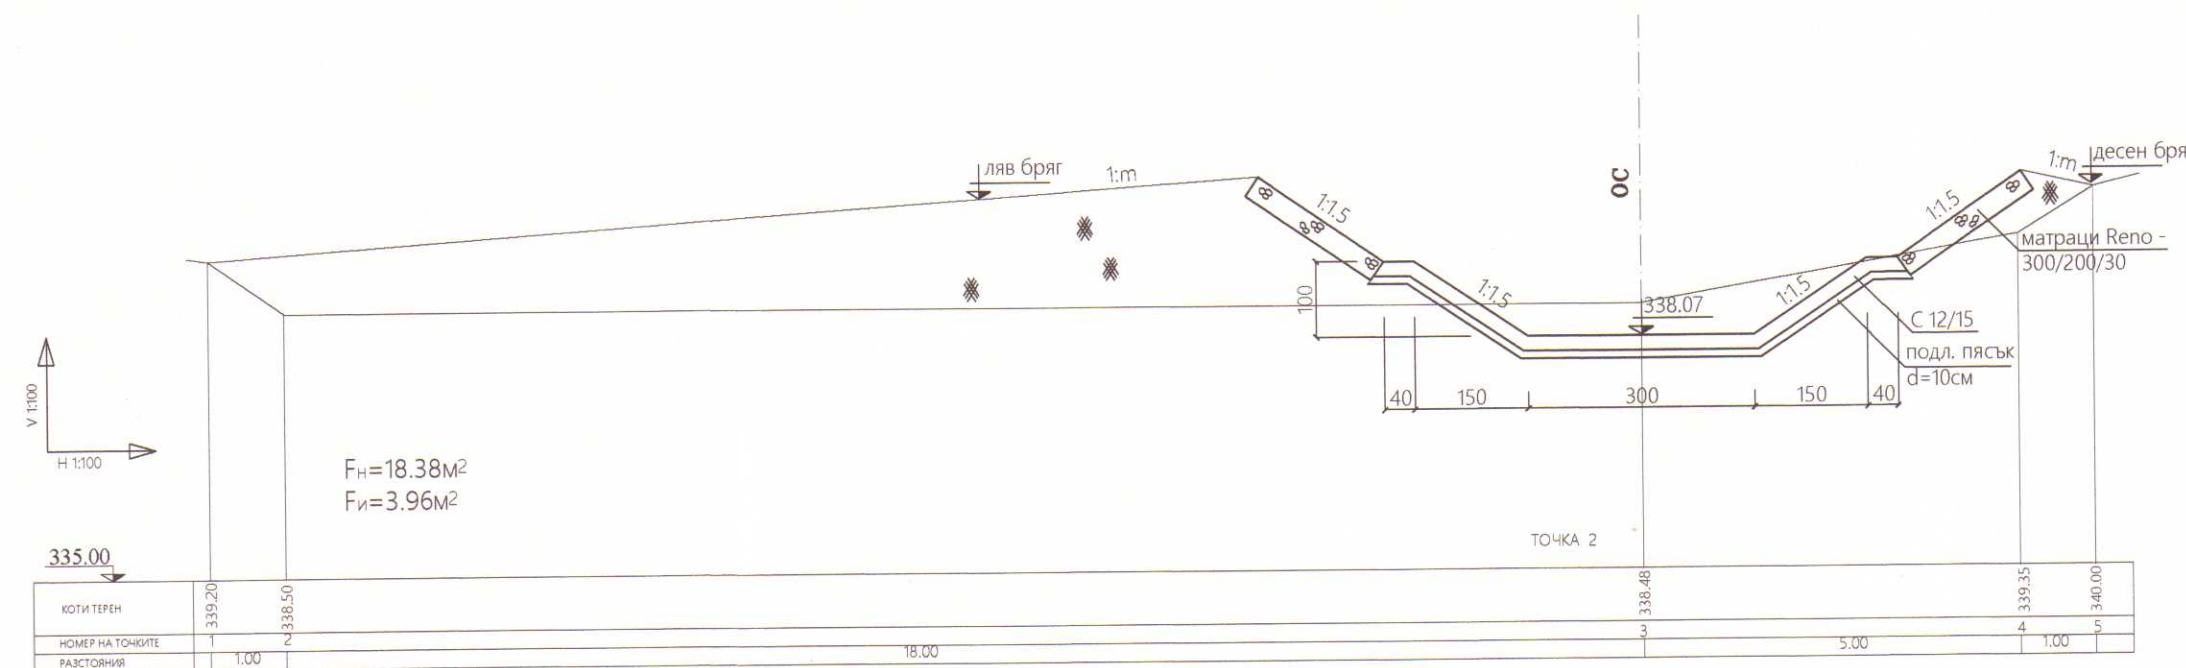 ос
ляв бряг
1:m
1:1.5
1:1.5
100
338.07
1:1.5
1:1.5
1:m
десен бря
матраци Reno -
300/200/30
C 12/15
подл. пясък
d=10см
40
150
300
150
40
V 1:100
H 1:100
Fн=18.38м2
Fи=3.96м2
ТОЧКА 2
335.00
КОТИ ТЕРЕН
339.20
338.50
338.48
339.35
340.00
НОМЕР НА ТОЧКИТЕ
1
2
3
4
5
РАЗСТОЯНИЯ
1.00
18.00
5.00
1.00